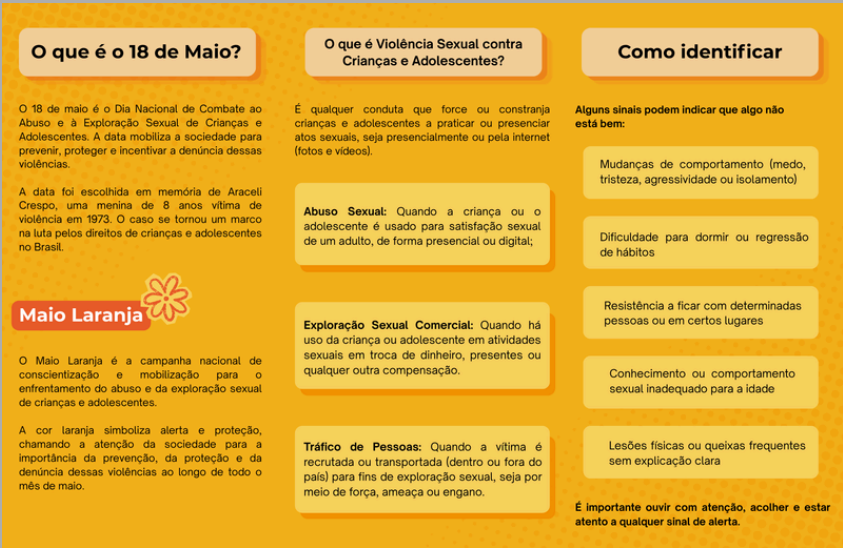 O que é o 18 de Maio?
O 18 de maio é o Dia Nacional de Combate ao
Abuso e à Exploração Sexual de Crianças e
Adolescentes. A data mobiliza a sociedade para
prevenir, proteger e incentivar a denúncia dessas
violências.
A data foi escolhida em memória de Araceli
Crespo, uma menina de 8 anos vítima de
violência em 1973. O caso se tornou um marco
na luta pelos direitos de crianças e adolescentes
no Brasil.
Maio Laranja
O Maio Laranja é a campanha nacional de
conscientização e mobilização para o
enfrentamento do abuso e da exploração sexual
de crianças e adolescentes.
A cor laranja simboliza alerta e proteção,
chamando a atenção da sociedade para a
importância da prevenção, da proteção e da
denúncia dessas violências ao longo de todo o
mês de maio.
O que é Violência Sexual contra
Crianças e Adolescentes?
É qualquer conduta que force ou constranja
crianças e adolescentes a praticar ou presenciar
atos sexuais, seja presencialmente ou pela internet
(fotos e vídeos).
Abuso Sexual: Quando a criança ou o
adolescente é usado para satisfação sexual
de um adulto, de forma presencial ou digital;
Exploração Sexual Comercial: Quando há
uso da criança ou adolescente em atividades
sexuais em troca de dinheiro, presentes ou
qualquer outra compensação.
Tráfico de Pessoas: Quando a vítima é
recrutada ou transportada (dentro ou fora do
país) para fins de exploração sexual, seja por
meio de força, ameaça ou engano.
Como identificar
Alguns sinais podem indicar que algo não
está bem:
Mudanças de comportamento (medo,
tristeza, agressividade ou isolamento)
Dificuldade para dormir ou regressão
de hábitos
Resistência a ficar com determinadas
pessoas ou em certos lugares
Conhecimento ou comportamento
sexual inadequado para a idade
Lesões físicas ou queixas frequentes
sem explicação clara
É importante ouvir com atenção, acolher e estar
atento a qualquer sinal de alerta.